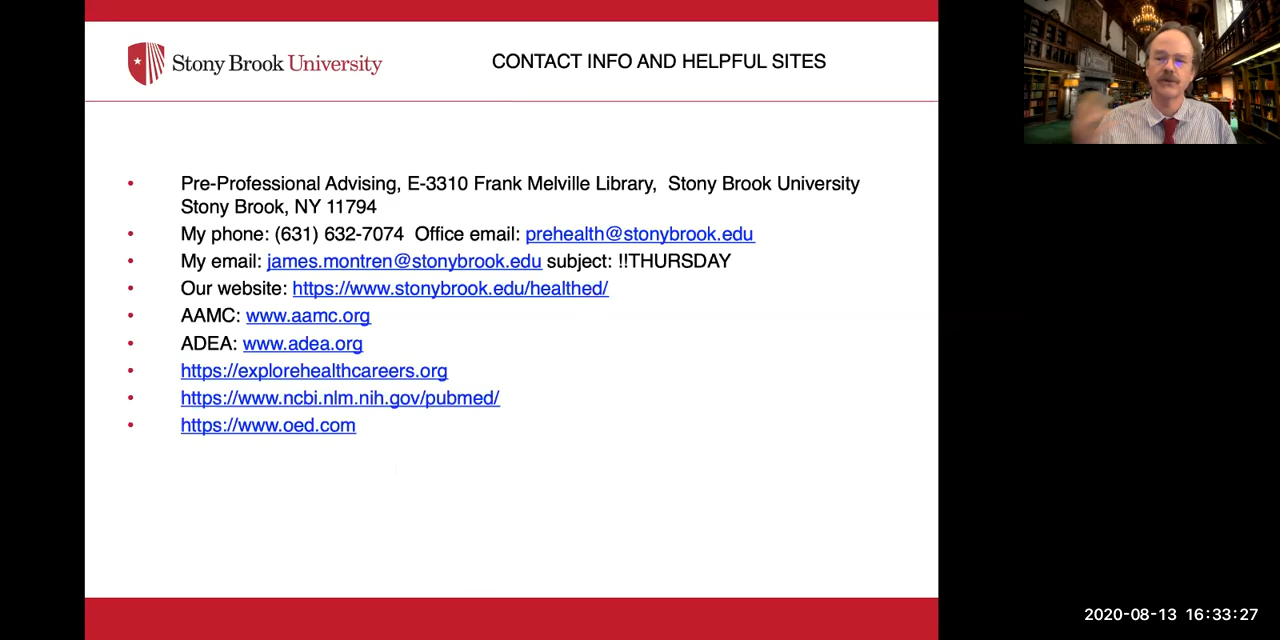 Stony Brook University
CONTACT INFO AND HELPFUL SITES
• Pre-Professional Advising, E-3310 Frank Melville Library, Stony Brook University
Stony Brook, NY 11794
• My phone: (631) 632-7074 Office email: prehealth@stonybrook.edu
• My email: james.montren@stonybrook.edu subject: !!THURSDAY
• Our website: https://www.stonybrook.edu/healthed/
• AAMC: www.aamc.org
• ADEA: www.adea.org
• https://explorehealthcareers.org
• https://www.ncbi.nlm.nih.gov/pubmed/
• https://www.oed.com
2020-08-13 16:33:27